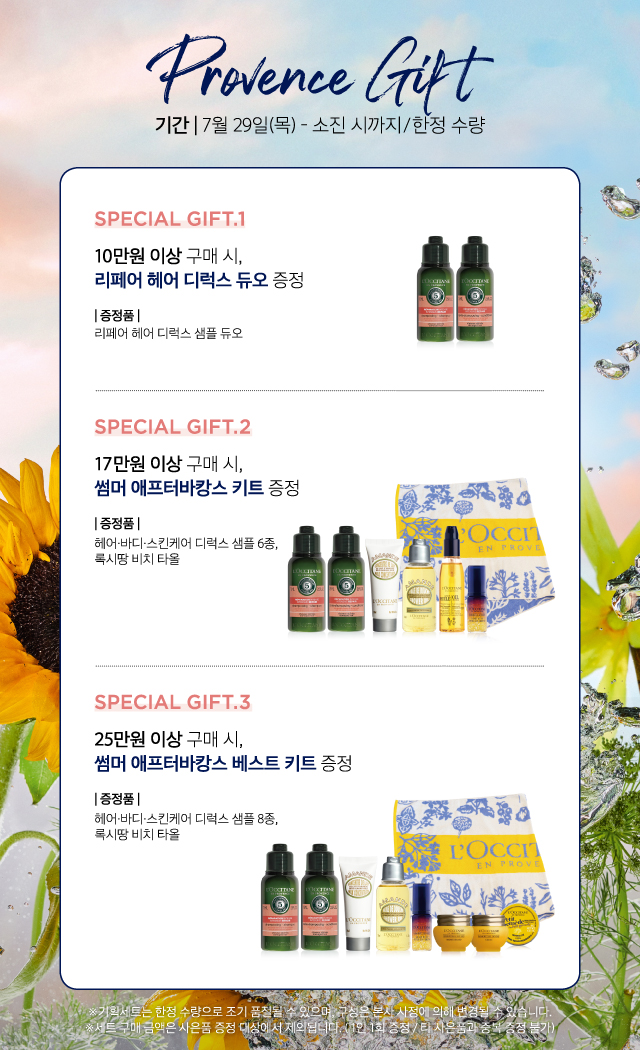 Provence Gift
기간 | 7월 29일(목) - 소진 시까지/한정 수량
SPECIAL GIFT.1
10만원 이상 구매 시,
리페어 헤어 디럭스 듀오 증정
| 증정품 |
리페어 헤어 디럭스 샘플 듀오
SPECIAL GIFT.2
17만원 이상 구매 시,
썸머 애프터바캉스 키트 증정
| 증정품 |
헤어·바디·스킨케어 디럭스 샘플 6종,
록시땅 비치 타올
L'OCCIT
EN PROVE
SPECIAL GIFT.3
25만원 이상 구매 시,
썸머 애프터바캉스 베스트 키트 증정
| 증정품 |
헤어·바디·스킨케어 디럭스 샘플 8종,
록시땅 비치 타올
L'OCCIT
EN PROVE
※기획세트는 한정 수량으로 조기 품절될 수 있으며, 구성은 본사 사정에 의해 변경될 수 있습니다.
※세트 구매 금액은 사은품 증정 대상에서 제외됩니다. (1인 1회 증정 / 타 사은품과 중복 증정 불가)